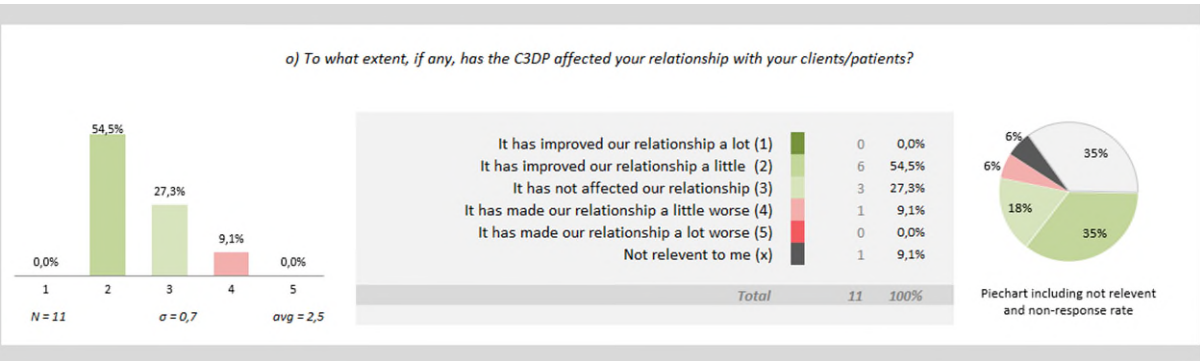 o) To what extent, if any, has the C3DP affected your relationship with your clients/patients?
54,5%
27,3%
9,1%
0,0%
0,0%
1 2 3 4 5
N = 11 σ = 0,7 avg = 2,5
It has improved our relationship a lot (1) 0 0,0%
It has improved our relationship a little (2) 6 54,5%
It has not affected our relationship (3) 3 27,3%
It has made our relationship a little worse (4) 1 9,1%
It has made our relationship a lot worse (5) 0 0,0%
Not relevent to me (x) 1 9,1%
Total 11 100%
6%
35%
6%
18%
35%
Piechart including not relevent
and non-response rate